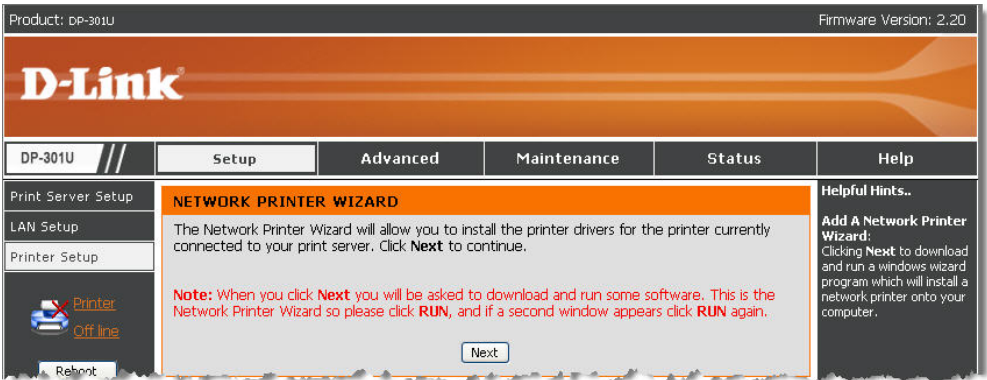 Product: DP-301U
Firmware Version: 2.20
D-Link®
DP-301U
Setup
Advanced
Maintenance
Status
Help
Print Server Setup
LAN Setup
Printer Setup
Printer
Off line
Reboot
NETWORK PRINTER WIZARD
The Network Printer Wizard will allow you to install the printer drivers for the printer currently
connected to your print server. Click Next to continue.
Note: When you click Next you will be asked to download and run some software. This is the
Network Printer Wizard so please click RUN, and if a second window appears click RUN again.
Next
Helpful Hints..
Add A Network Printer
Wizard:
Clicking Next to download
and run a windows wizard
program which will install a
network printer onto your
computer.